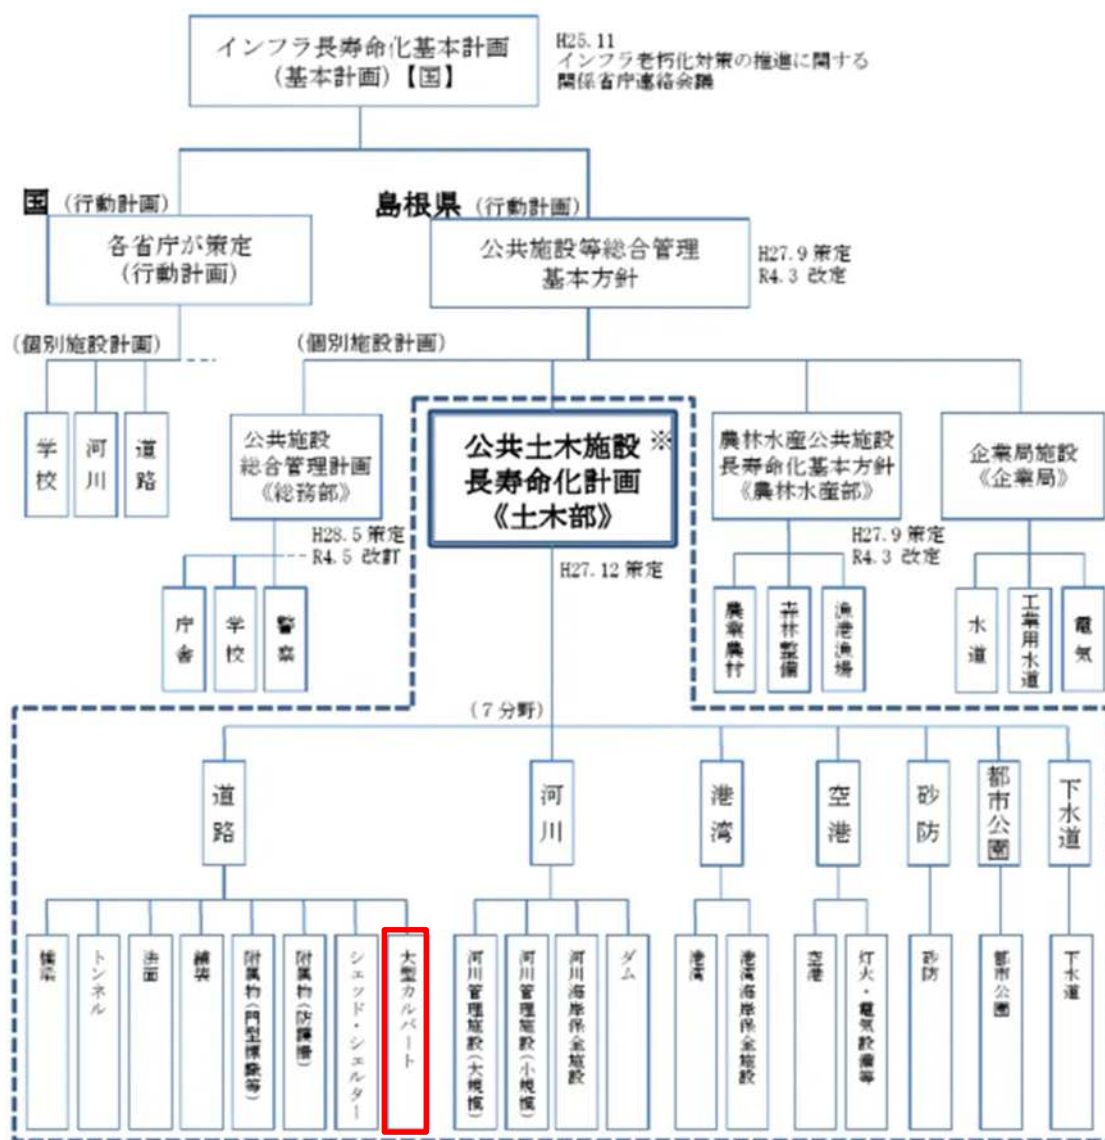 インフラ長寿命化基本計画
(基本計画)【国】
H25.11
インフラ老朽化対策の推進に関する
関係省庁連絡会議
国 (行動計画)
各省庁が策定
(行動計画)
島根県 (行動計画)
公共施設等総合管理
基本方針
H27.9 策定
R4.3 改定
(個別施設計画)
学校
河川
道路
(個別施設計画)
公共施設
総合管理計画
《総務部》
H28.5 策定
R4.5 改訂
庁舎
学校
警察
公共土木施設※
長寿命化計画
《土木部》
H27.12 策定
農林水産公共施設
長寿命化基本方針
《農林水産部》
H27.9 策定
R4.3 改定
農業農村
森林整備
漁港漁場
企業局施設
《企業局》
水道
工業用水道
電気
(7分野)
道路
河川
港湾
空港
砂防
都市公園
下水道
橋梁
トンネル
法面
舗装
附属物(門型標識等)
附属物(防護柵)
シェッド・シェルター
大型カルバート
河川管理施設(大規模)
河川管理施設(小規模)
河川海岸保全施設
ダム
港湾
港湾海岸保全施設
空港
灯火・電気設備等
砂防
都市公園
下水道